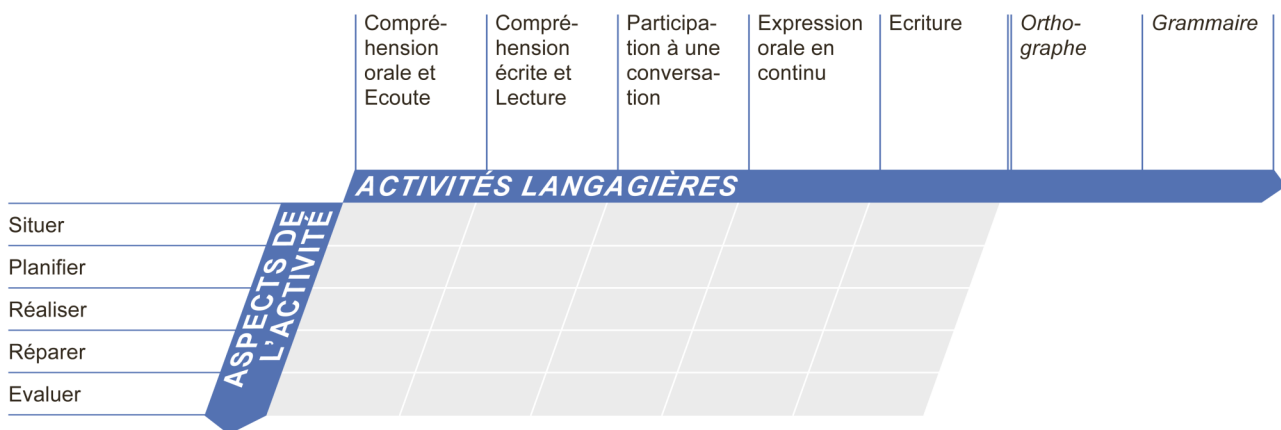 Compré-
hension
orale et
Ecoute
Compré-
hension
écrite et
Lecture
Participa-
tion à une
conversa-
tion
Expression
orale en
continu
Ecriture
Ortho-
graphe
Grammaire
ACTIVITÉS LANGAGIÈRES
ASPECTS DE
L’ACTIVITÉ
Situer
Planifier
Réaliser
Réparer
Evaluer